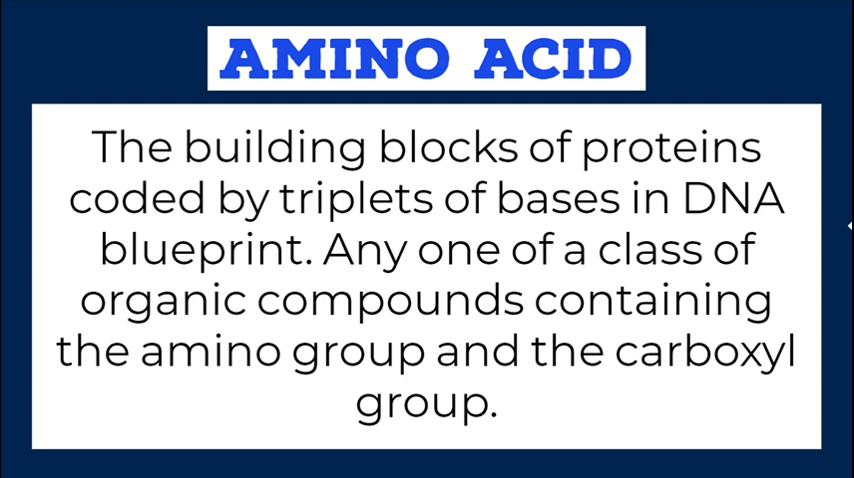 AMINO ACID
The building blocks of proteins
coded by triplets of bases in DNA
blueprint. Any one of a class of
organic compounds containing
the amino group and the carboxyl
group.